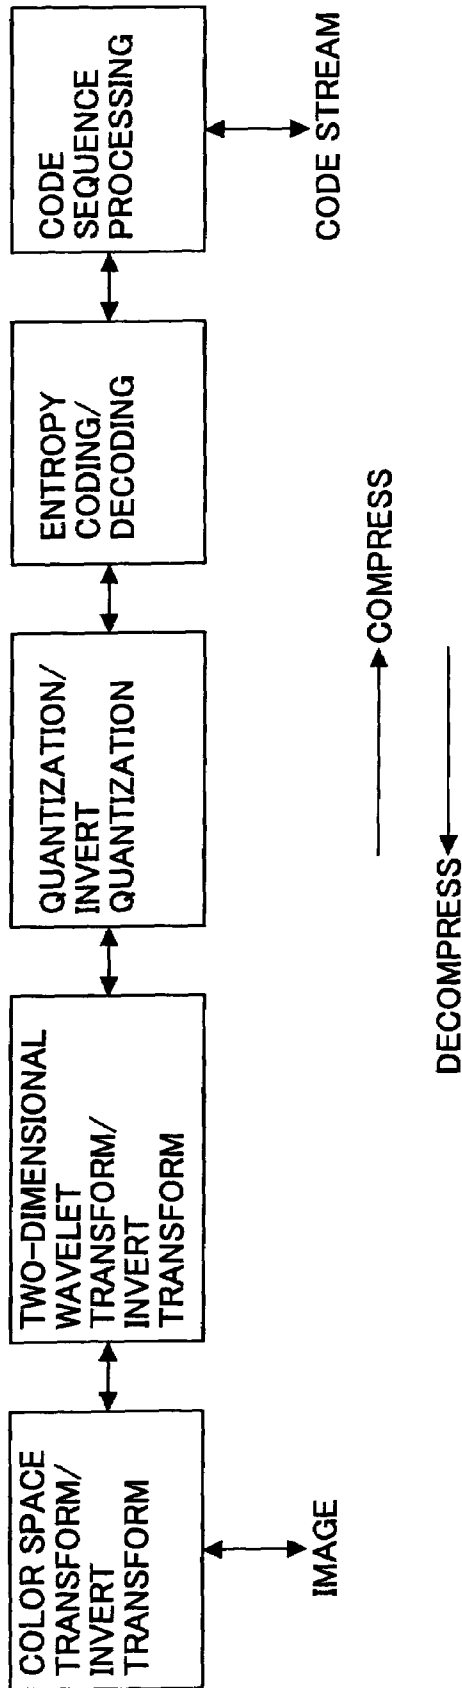 COLOR SPACE
TRANSFORM/
INVERT
TRANSFORM
TWO-DIMENSIONAL
WAVELET
TRANSFORM/
INVERT
TRANSFORM
QUANTIZATION/
INVERT
QUANTIZATION
ENTROPY
CODING/
DECODING
CODE
SEQUENCE
PROCESSING
IMAGE
CODE STREAM
COMPRESS
DECOMPRESS